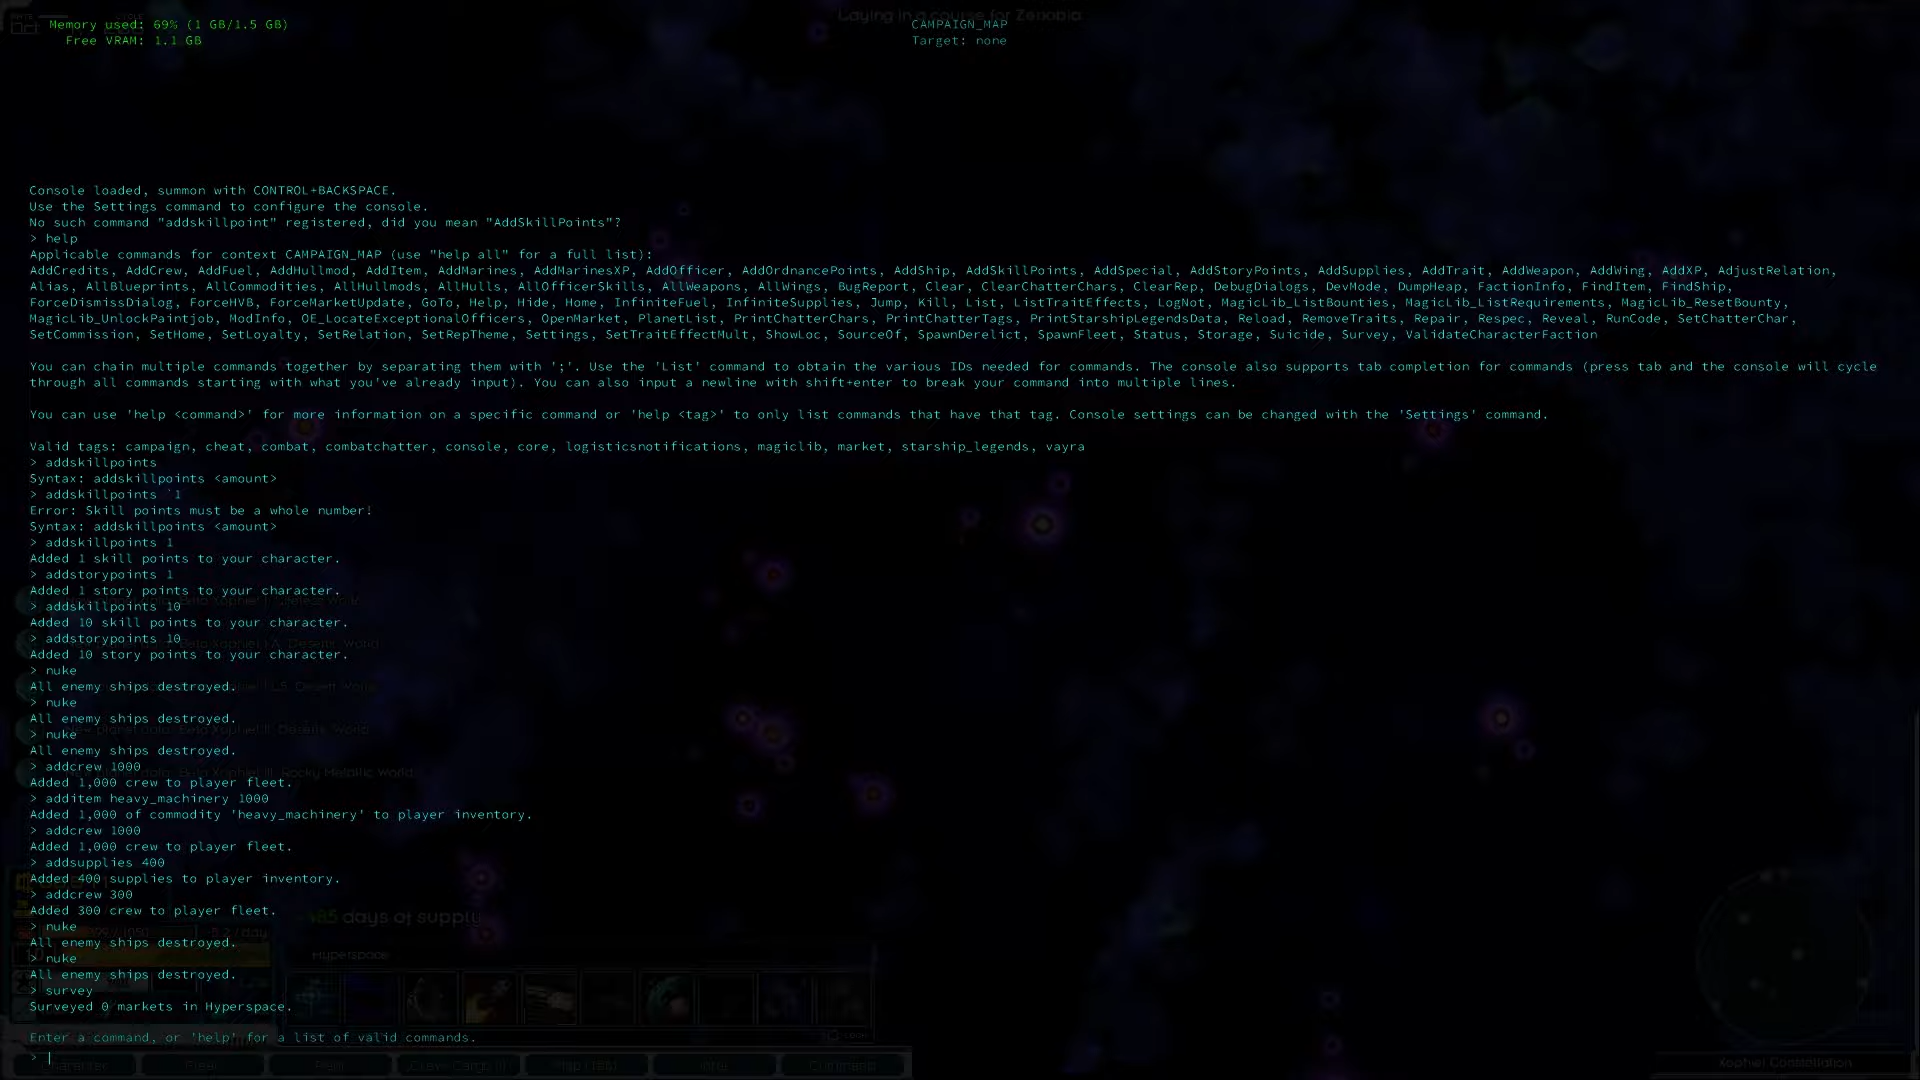 Laying in a course for Zenobia
Memory used: 69% (1 GB/1.5 GB)
Free VRAM: 1.1 GB
CAMPAIGN_MAP
Target: none
Console loaded, summon with CONTROL+BACKSPACE.
Use the Settings command to configure the console.
No such command "addskillpoint" registered, did you mean "AddSkillPoints"?
> help
Applicable commands for context CAMPAIGN_MAP (use "help all" for a full list):
AddCredits, AddCrew, AddFuel, AddHullmod, AddItem, AddMarines, AddMarinesXP, AddOfficer, AddOrdnancePoints, AddShip, AddSkillPoints, AddSpecial, AddStoryPoints, AddSupplies, AddTrait, AddWeapon, AddWing, AddXP, AdjustRelation,
Alias, AllBlueprints, AllCommodities, AllHullmods, AllHulls, AllOfficerSkills, AllWeapons, AllWings, BugReport, Clear, ClearChatterChars, ClearRep, DebugDialogs, DevMode, DumpHeap, FactionInfo, FindItem, FindShip,
ForceDismissDialog, ForceHVB, ForceMarketUpdate, GoTo, Help, Hide, Home, InfiniteFuel, InfiniteSupplies, Jump, Kill, List, ListTraitEffects, LogNot, MagicLib_ListBounties, MagicLib_ListRequirements, MagicLib_ResetBounty,
MagicLib_UnlockPaintjob, ModInfo, OE_LocateExceptionalOfficers, OpenMarket, PlanetList, PrintChatterChars, PrintChatterTags, PrintStarshipLegendsData, Reload, RemoveTraits, Repair, Respec, Reveal, RunCode, SetChatterChar,
SetCommission, SetHome, SetLoyalty, SetRelation, SetRepTheme, Settings, SetTraitEffectMult, ShowLoc, SourceOf, SpawnDerelict, SpawnFleet, Status, Storage, Suicide, Survey, ValidateCharacterFaction
You can chain multiple commands together by separating them with ';'. Use the 'List' command to obtain the various IDs needed for commands. The console also supports tab completion for commands (press tab and the console will cycle
through all commands starting with what you've already input). You can also input a newline with shift+enter to break your command into multiple lines.
You can use 'help <command>' for more information on a specific command or 'help <tag>' to only list commands that have that tag. Console settings can be changed with the 'Settings' command.
Valid tags: campaign, cheat, combat, combatchatter, console, core, logisticsnotifications, magiclib, market, starship_legends, vayra
> addskillpoints
Syntax: addskillpoints <amount>
> addskillpoints `1
Error: Skill points must be a whole number!
Syntax: addskillpoints <amount>
> addskillpoints 1
Added 1 skill points to your character.
> addstorypoints 1
Added 1 story points to your character.
> addskillpoints 10
Added 10 skill points to your character.
> addstorypoints 10
Added 10 story points to your character.
> nuke
All enemy ships destroyed.
> nuke
All enemy ships destroyed.
> nuke
All enemy ships destroyed.
> addcrew 1000
Added 1,000 crew to player fleet.
> additem heavy_machinery 1000
Added 1,000 of commodity 'heavy_machinery' to player inventory.
> addcrew 1000
Added 1,000 crew to player fleet.
> addsupplies 400
Added 400 supplies to player inventory.
> addcrew 300
Added 300 crew to player fleet.
> nuke
All enemy ships destroyed.
> nuke
All enemy ships destroyed.
> survey
Surveyed 0 markets in Hyperspace.
Enter a command, or 'help' for a list of valid commands.
>
days of supply
Hyperspace
Character
Fleet
Command
Xophiel Constellation